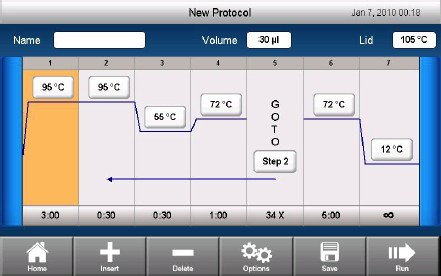 New Protocol
Jan 7, 2010 00:18
Name Volume 30 µl Lid 105 °C
1 2 3 4 5 6 7
95 °C 95 °C 55 °C 72 °C GOTO Step 2 72 °C 12 °C
3:00 0:30 0:30 1:00 34 X 5:00 ∞
Home Insert Delete Options Save Run